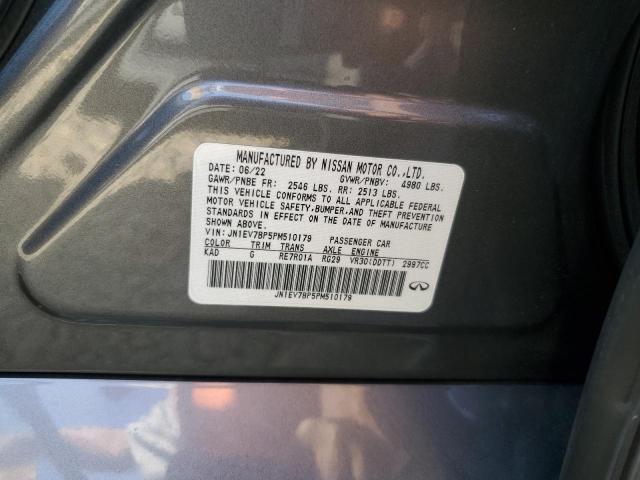 MANUFACTURED BY NISSAN MOTOR CO.,LTD.
DATE: 06/22 GVWR/PNBV: 4980 LBS.
GAWR/PNBE FR: 2546 LBS. RR: 2513 LBS.
THIS VEHICLE CONFORMS TO ALL APPLICABLE FEDERAL
MOTOR VEHICLE SAFETY,BUMPER,AND THEFT PREVENTION
STANDARDS IN EFFECT ON THE DATE OF MANUFACTURE
SHOWN ABOVE.
VIN: JN1EV7BP5PM510179 PASSENGER CAR
COLOR TRIM TRANS AXLE ENGINE
KAD G RE7R01A RG29 VR30(DDTT) 2997CC
JN1EV7BP5PM510179